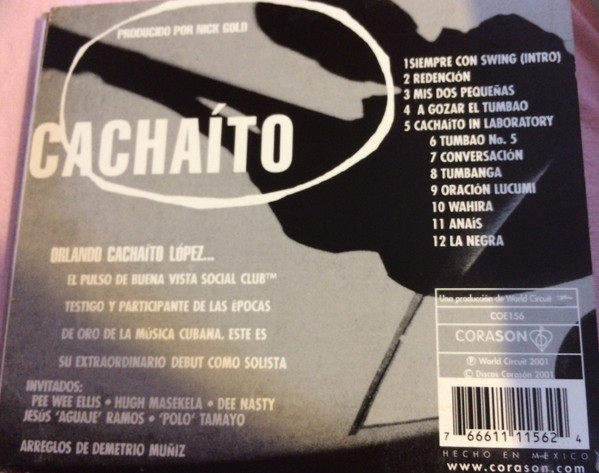 PRODUCIDO POR NICK GOLD
CACHAÍTO
1 SIEMPRE CON SWING (INTRO)
2 REDENCIÓN
3 MIS DOS PEQUEÑAS
4 A GOZAR EL TUMBAO
5 CACHAÍTO IN LABORATORY
6 TUMBAO No. 5
7 CONVERSACIÓN
8 TUMBANGA
9 ORACIÓN LUCUMI
10 WAHIRA
11 ANAÍS
12 LA NEGRA
ORLANDO CACHAÍTO LÓPEZ...
EL PULSO DE BUENA VISTA SOCIAL CLUB™
TESTIGO Y PARTICIPANTE DE LAS ÉPOCAS
DE ORO DE LA MÚSICA CUBANA. ESTE ES
SU EXTRAORDINARIO DEBUT COMO SOLISTA
INVITADOS:
PEE WEE ELLIS • HUGH MASEKELA • DEE NASTY
JESÚS 'AGUAJE' RAMOS • 'POLO' TAMAYO
ARREGLOS DE DEMETRIO MUÑIZ
Una producción de World Circuit
COE156
CORASON
℗ World Circuit 2001
© Discos Corasón 2001
7 66611 11562 4
HECHO EN MEXICO
www.corason.com